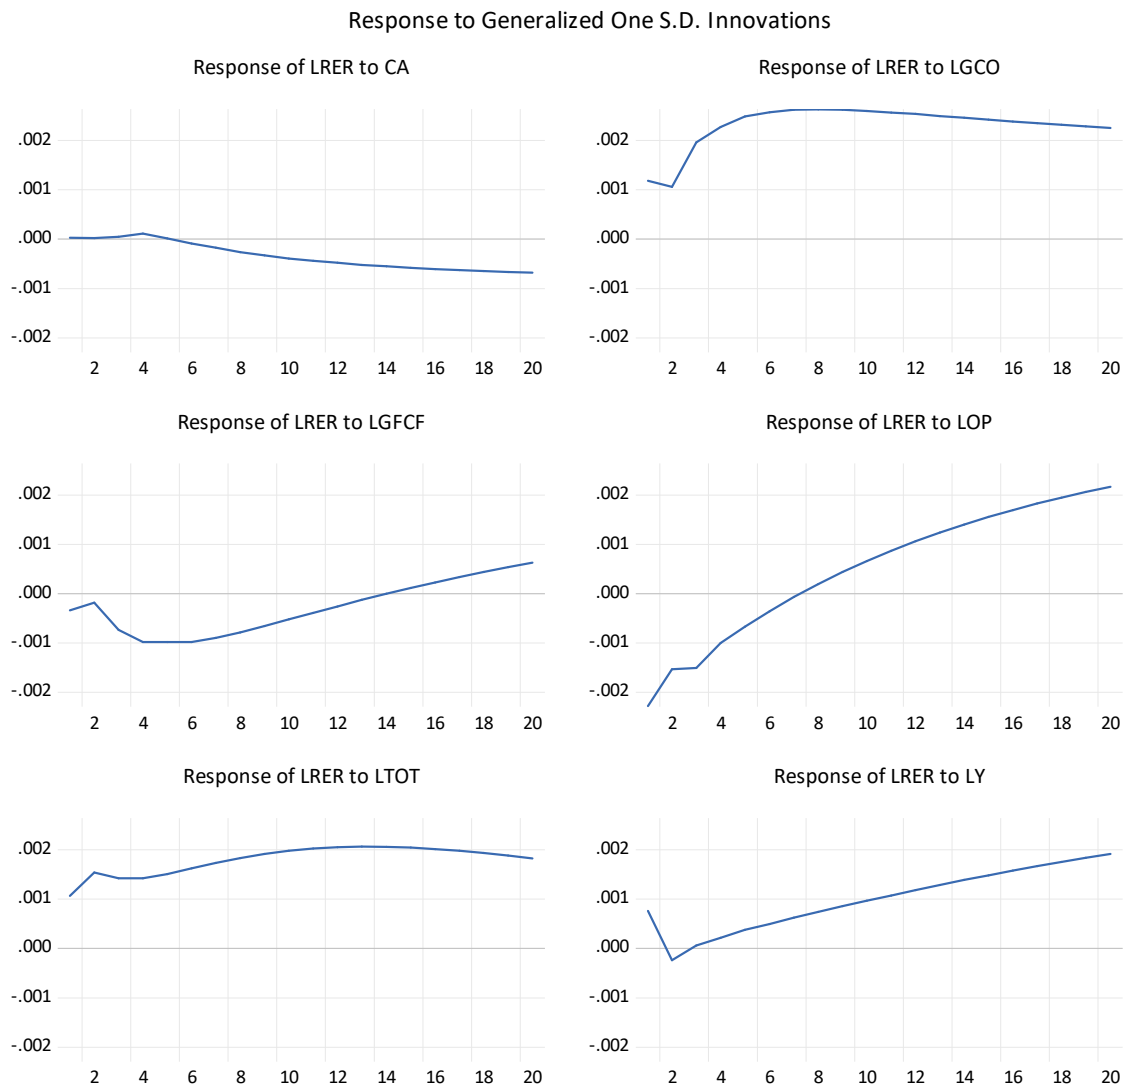 Response to Generalized One S.D. Innovations
Response of LRER to CA
.002
.001
.000
-.001
-.002
2 4 6 8 10 12 14 16 18 20
Response of LRER to LGCO
.002
.001
.000
-.001
-.002
2 4 6 8 10 12 14 16 18 20
Response of LRER to LGFCF
.002
.001
.000
-.001
-.002
2 4 6 8 10 12 14 16 18 20
Response of LRER to LOP
.002
.001
.000
-.001
-.002
2 4 6 8 10 12 14 16 18 20
Response of LRER to LTOT
.002
.001
.000
-.001
-.002
2 4 6 8 10 12 14 16 18 20
Response of LRER to LY
.002
.001
.000
-.001
-.002
2 4 6 8 10 12 14 16 18 20